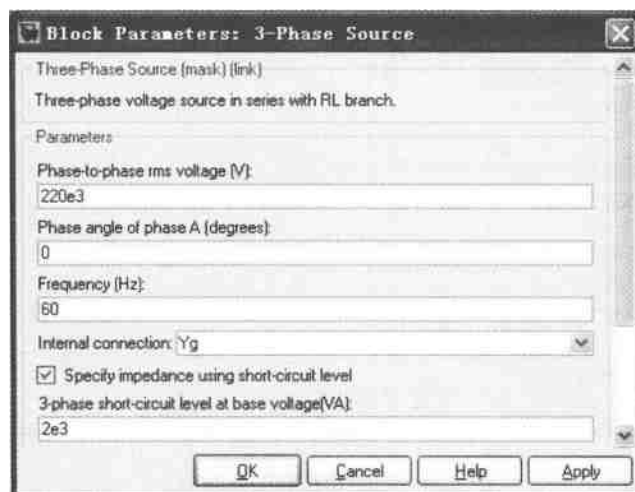 Block Parameters: 3-Phase Source
Three-Phase Source (mask) (link)
Three-phase voltage source in series with RL branch.
Parameters
Phase-to-phase rms voltage (V):
220e3
Phase angle of phase A (degrees):
0
Frequency (Hz):
60
Internal connection: Yg
Specify impedance using short-circuit level
3-phase short-circuit level at base voltage(VA):
2e3
OK Cancel Help Apply